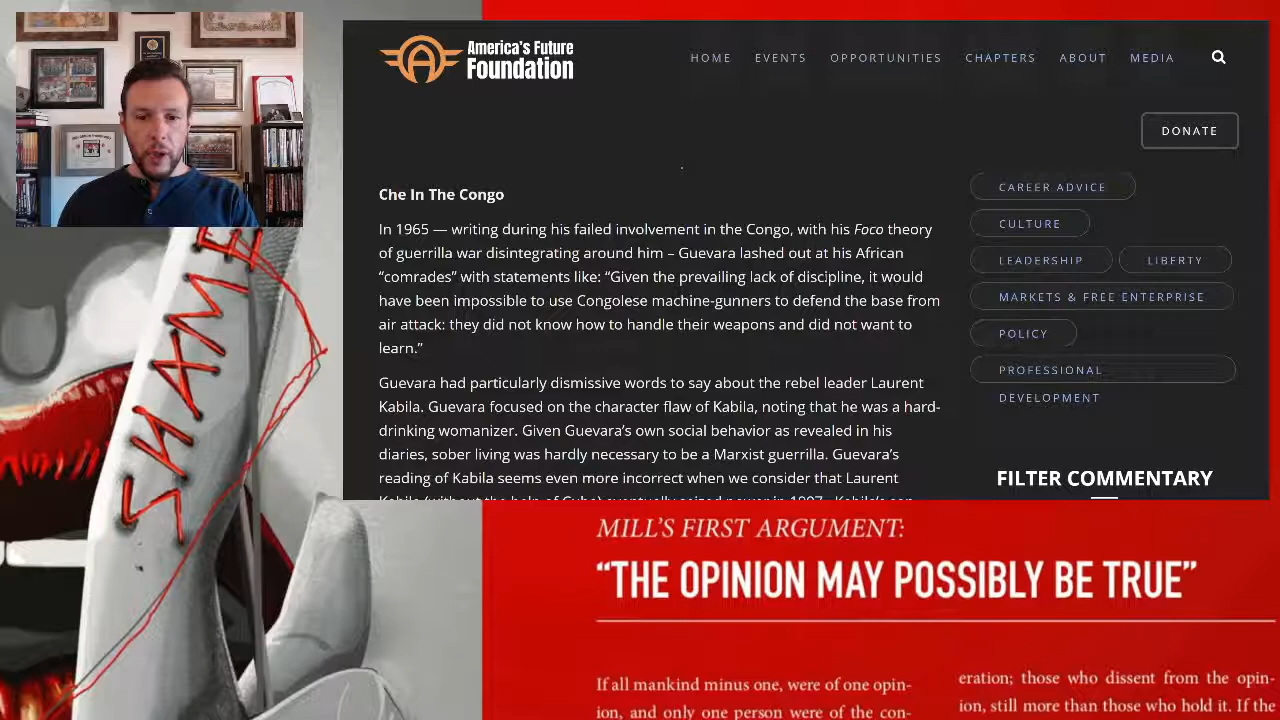 America's Future
Foundation
HOME EVENTS OPPORTUNITIES CHAPTERS ABOUT MEDIA
DONATE
Che In The Congo
In 1965 — writing during his failed involvement in the Congo, with his Foco theory
of guerrilla war disintegrating around him – Guevara lashed out at his African
“comrades” with statements like: “Given the prevailing lack of discipline, it would
have been impossible to use Congolese machine-gunners to defend the base from
air attack: they did not know how to handle their weapons and did not want to
learn.”
Guevara had particularly dismissive words to say about the rebel leader Laurent
Kabila. Guevara focused on the character flaw of Kabila, noting that he was a hard-
drinking womanizer. Given Guevara’s own social behavior as revealed in his
diaries, sober living was hardly necessary to be a Marxist guerrilla. Guevara’s
reading of Kabila seems even more incorrect when we consider that Laurent
CAREER ADVICE
CULTURE
LEADERSHIP LIBERTY
MARKETS & FREE ENTERPRISE
POLICY
PROFESSIONAL
DEVELOPMENT
FILTER COMMENTARY
SHAME
MILL’S FIRST ARGUMENT:
“THE OPINION MAY POSSIBLY BE TRUE”
If all mankind minus one, were of one opin-
ion, and only one person were of the con-
eration; those who dissent from the opin-
ion, still more than those who hold it. If the